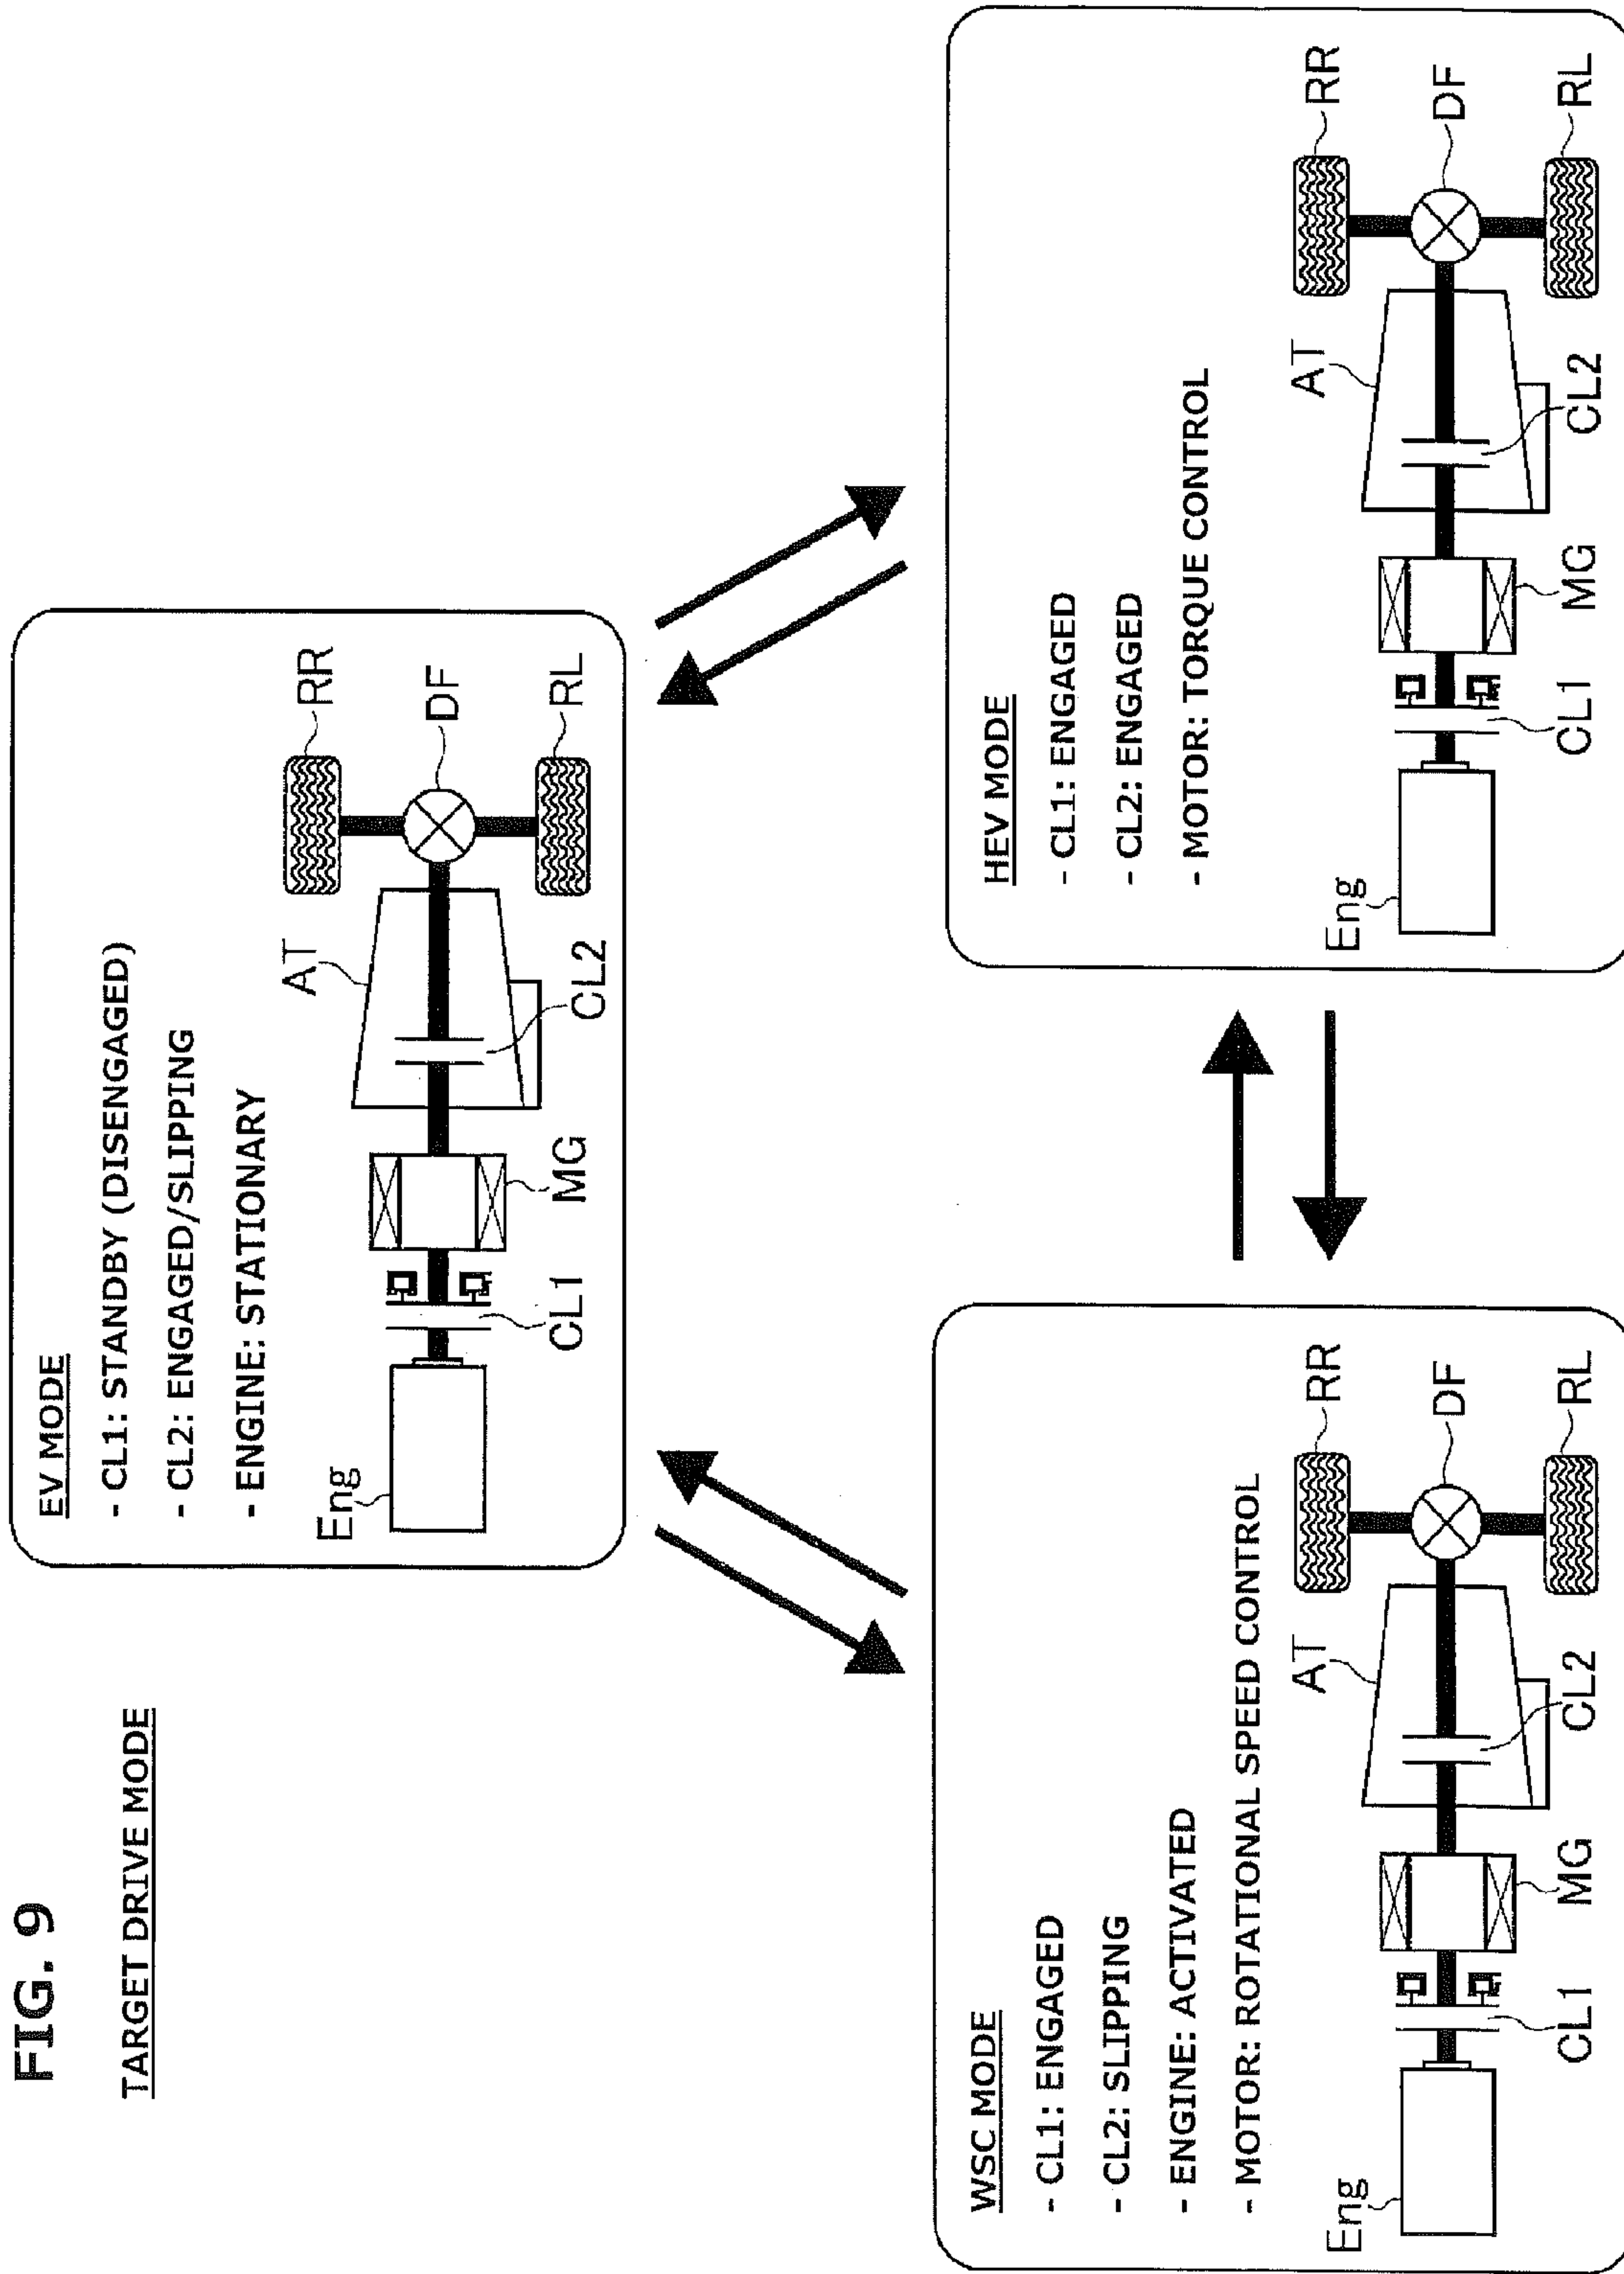 FIG. 9
TARGET DRIVE MODE
EV MODE
- CL1: STANDBY (DISENGAGED)
- CL2: ENGAGED/SLIPPING
- ENGINE: STATIONARY
Eng
CL1
MG
AT
CL2
RR
DF
RL
WSC MODE
- CL1: ENGAGED
- CL2: SLIPPING
- ENGINE: ACTIVATED
- MOTOR: ROTATIONAL SPEED CONTROL
Eng
CL1
MG
AT
CL2
RR
DF
RL
HEV MODE
- CL1: ENGAGED
- CL2: ENGAGED
- MOTOR: TORQUE CONTROL
Eng
CL1
MG
AT
CL2
RR
DF
RL